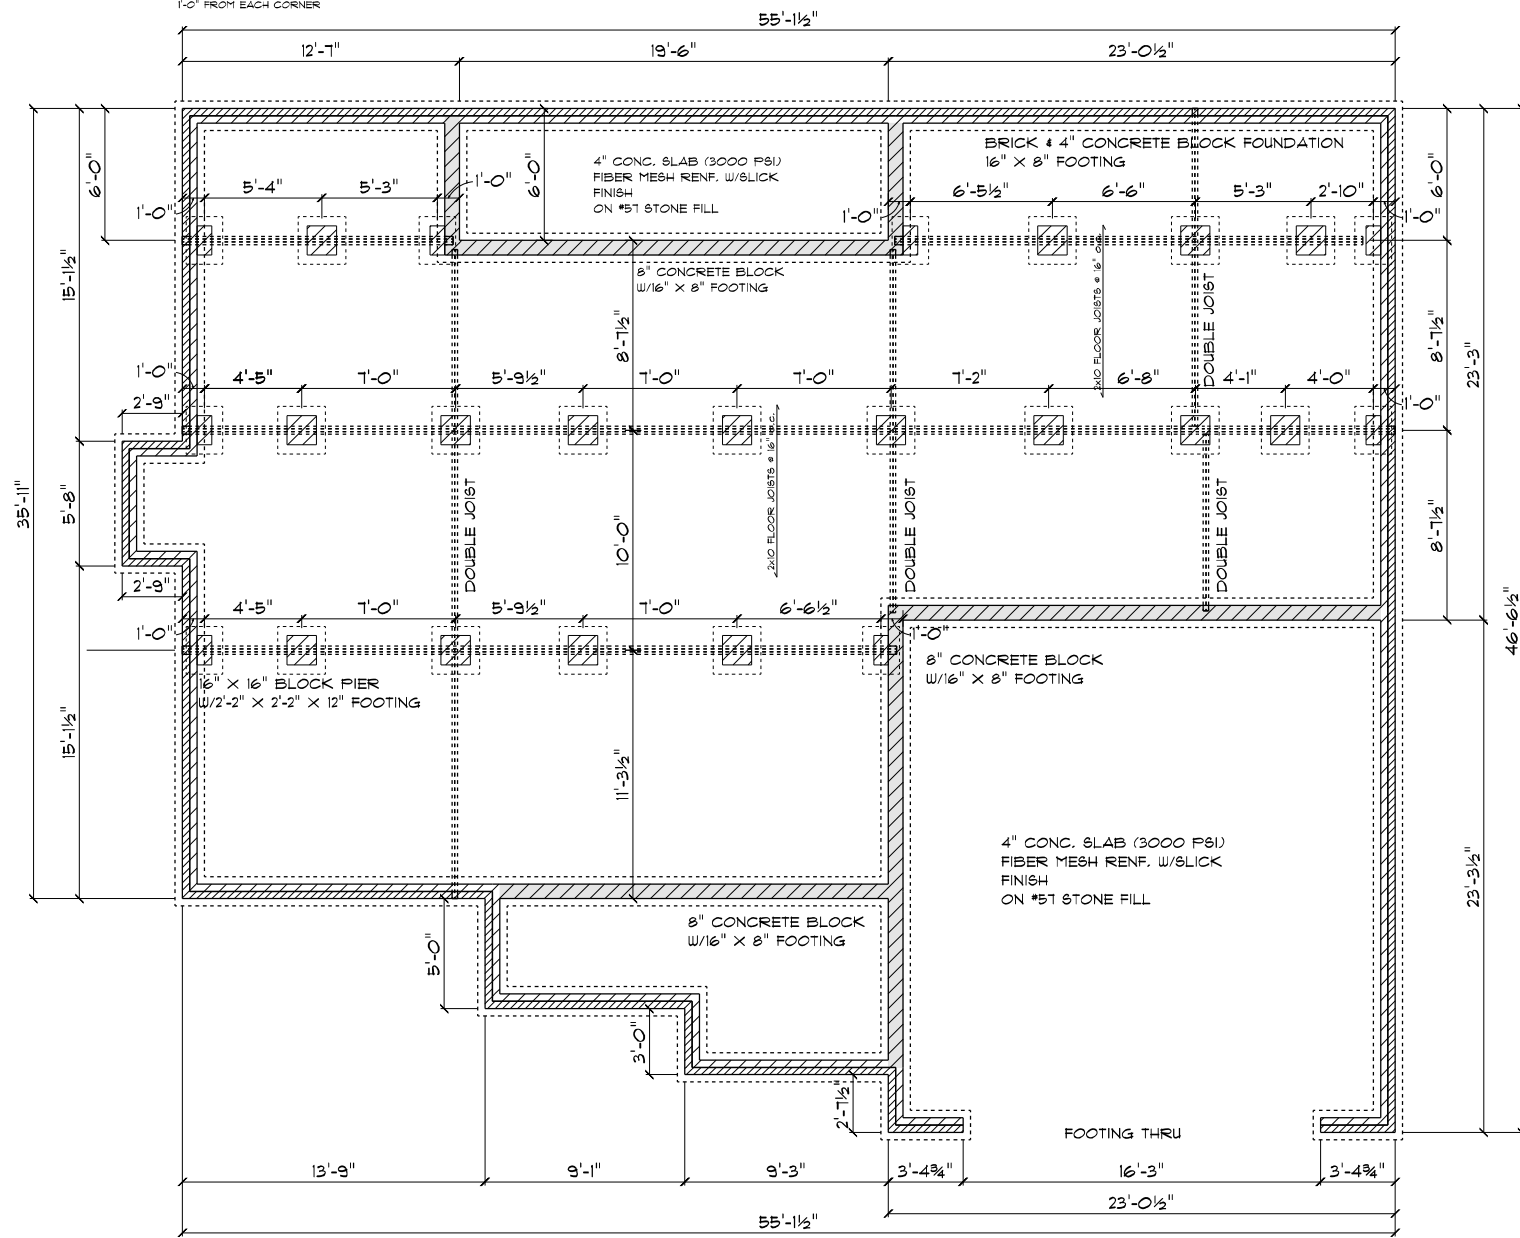 1'-0" FROM EACH CORNER
55'-1½"
12'-7"
19'-6"
23'-0½"
BRICK & 4" CONCRETE BLOCK FOUNDATION
16" X 8" FOOTING
4" CONC. SLAB (3000 PSI)
FIBER MESH RENF. W/SLICK
FINISH
ON #57 STONE FILL
6'-0"
6'-0"
6'-0"
5'-4"
5'-3"
1'-0"
1'-0"
6'-5½"
6'-6"
5'-3"
2'-10"
1'-0"
1'-0"
15'-1½"
8" CONCRETE BLOCK
W/16" X 8" FOOTING
2x10 FLOOR JOISTS @ 16" O.C.
DOUBLE JOIST
8'-7½"
8'-7½"
23'-3"
1'-0"
4'-5"
7'-0"
5'-9½"
7'-0"
7'-0"
7'-2"
6'-8"
4'-1"
4'-0"
1'-0"
2'-9"
35'-11"
5'-8"
DOUBLE JOIST
10'-0"
2x10 FLOOR JOISTS @ 16" O.C.
DOUBLE JOIST
DOUBLE JOIST
8'-7½"
46'-6½"
2'-9"
4'-5"
7'-0"
5'-9½"
7'-0"
6'-6½"
1'-0"
1'-0"
8" CONCRETE BLOCK
W/16" X 8" FOOTING
16" X 16" BLOCK PIER
W/2'-2" X 2'-2" X 12" FOOTING
15'-1½"
11'-3½"
4" CONC. SLAB (3000 PSI)
FIBER MESH RENF. W/SLICK
FINISH
ON #57 STONE FILL
23'-3½"
8" CONCRETE BLOCK
W/16" X 8" FOOTING
5'-0"
3'-0"
2'-7½"
FOOTING THRU
13'-9"
9'-1"
9'-3"
3'-4¾"
16'-3"
3'-4¾"
23'-0½"
55'-1½"